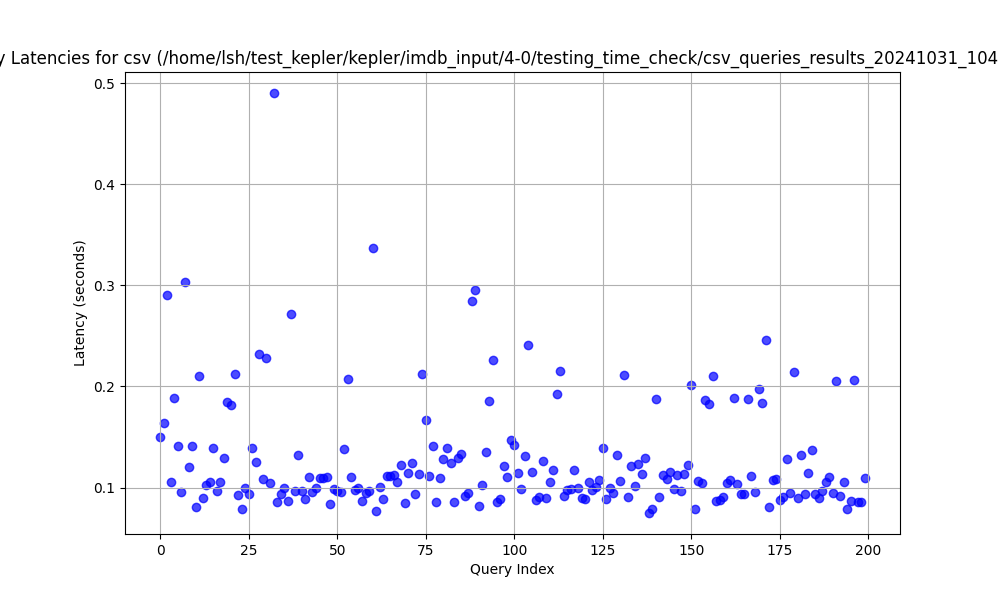 y Latencies for csv (/home/lsh/test_kepler/kepler/imdb_input/4-0/testing_time_check/csv_queries_results_20241031_104
0.5
0.4
0.3
0.2
0.1
Latency (seconds)
0 25 50 75 100 125 150 175 200
Query Index